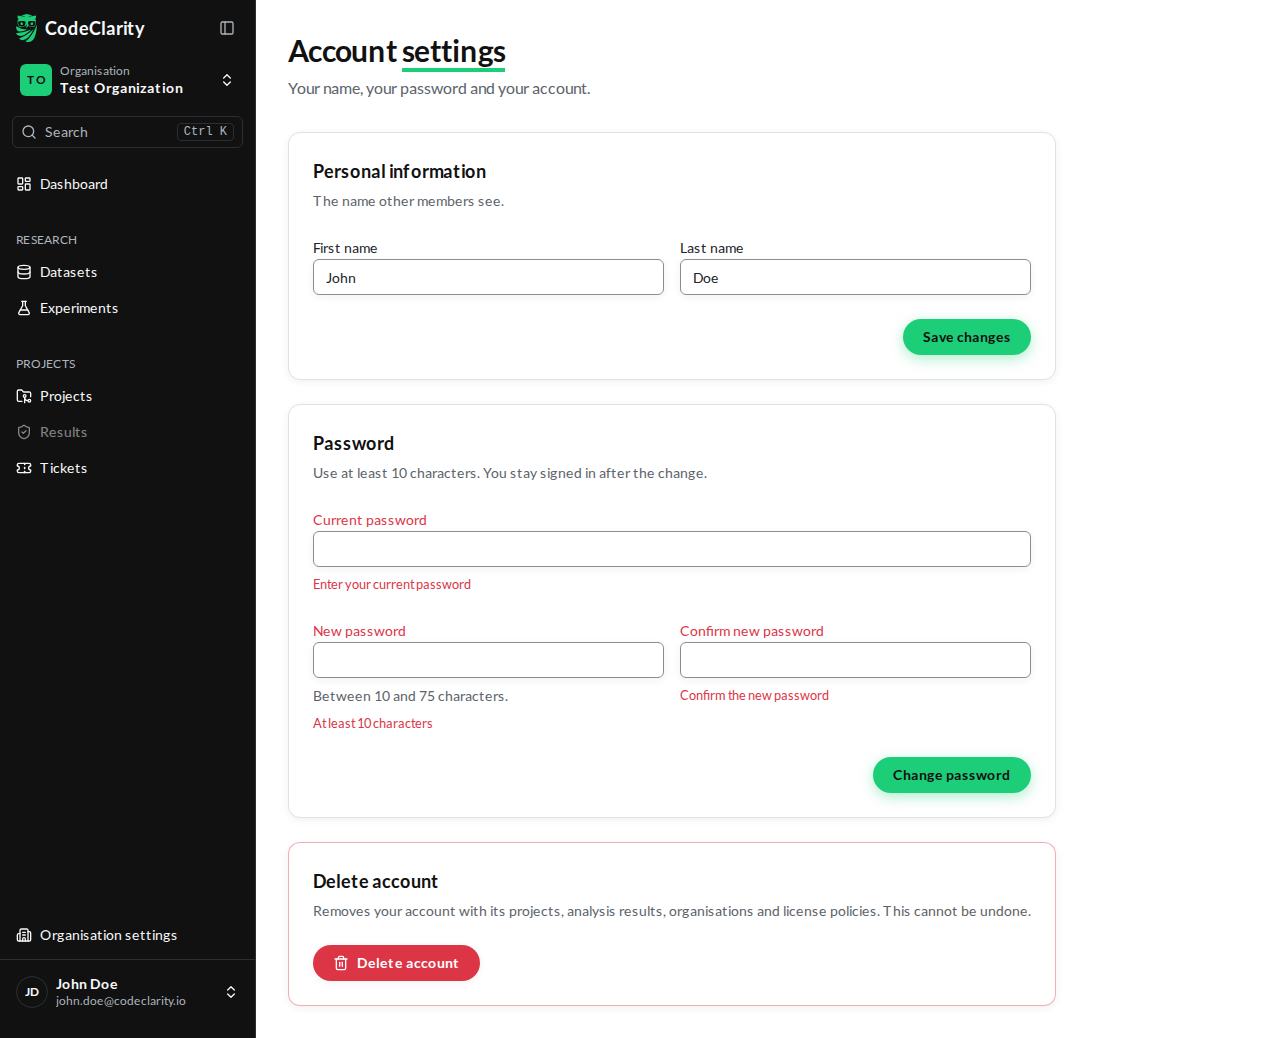 CodeClarity
TO
Organisation
Test Organization
Search
Ctrl K
Dashboard
RESEARCH
Datasets
Experiments
PROJECTS
Projects
Results
Tickets
Organisation settings
JD
John Doe
john.doe@codeclarity.io
Account settings
Your name, your password and your account.
Personal information
The name other members see.
First name
Last name
John
Doe
Save changes
Password
Use at least 10 characters. You stay signed in after the change.
Current password
Enter your current password
New password
Confirm new password
Between 10 and 75 characters.
Confirm the new password
At least 10 characters
Change password
Delete account
Removes your account with its projects, analysis results, organisations and license policies. This cannot be undone.
Delete account